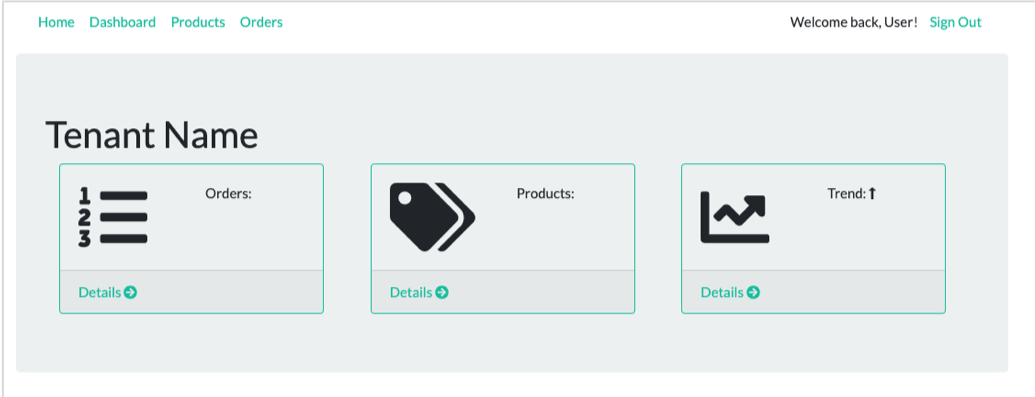 Home Dashboard Products Orders Welcome back, User! Sign Out
Tenant Name
1
2
3
Orders:
Products:
Trend:
Details
Details
Details